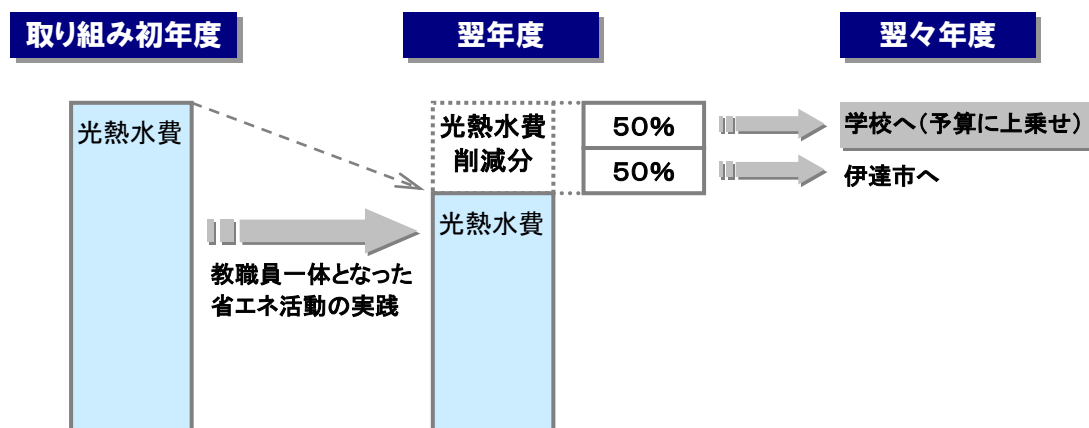 取り組み初年度
翌年度
翌々年度
光熱水費
光熱水費
削減分
50%
50%
学校へ(予算に上乗せ)
伊達市へ
光熱水費
教職員一体となった
省エネ活動の実践